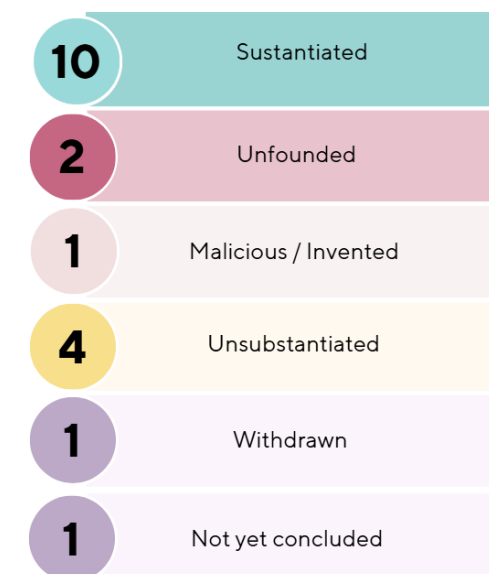 10 Sustantiated
2 Unfounded
1 Malicious / Invented
4 Unsubstantiated
1 Withdrawn
1 Not yet concluded